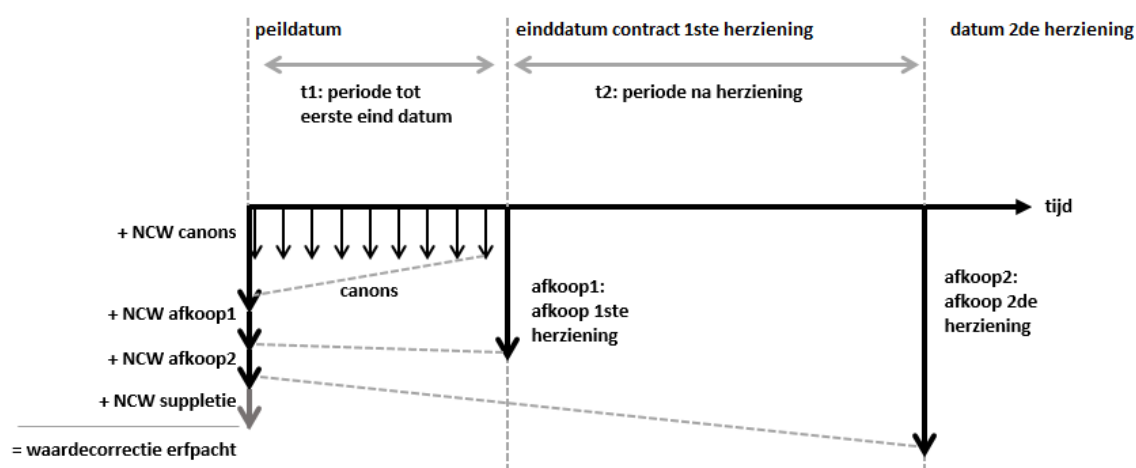 peildatum
einddatum contract 1ste herziening
datum 2de herziening
t1: periode tot
eerste eind datum
t2: periode na herziening
tijd
+ NCW canons
canons
+ NCW afkoop1
+ NCW afkoop2
+ NCW suppletie
= waardecorrectie erfpacht
afkoop1:
afkoop 1ste
herziening
afkoop2:
afkoop 2de
herziening